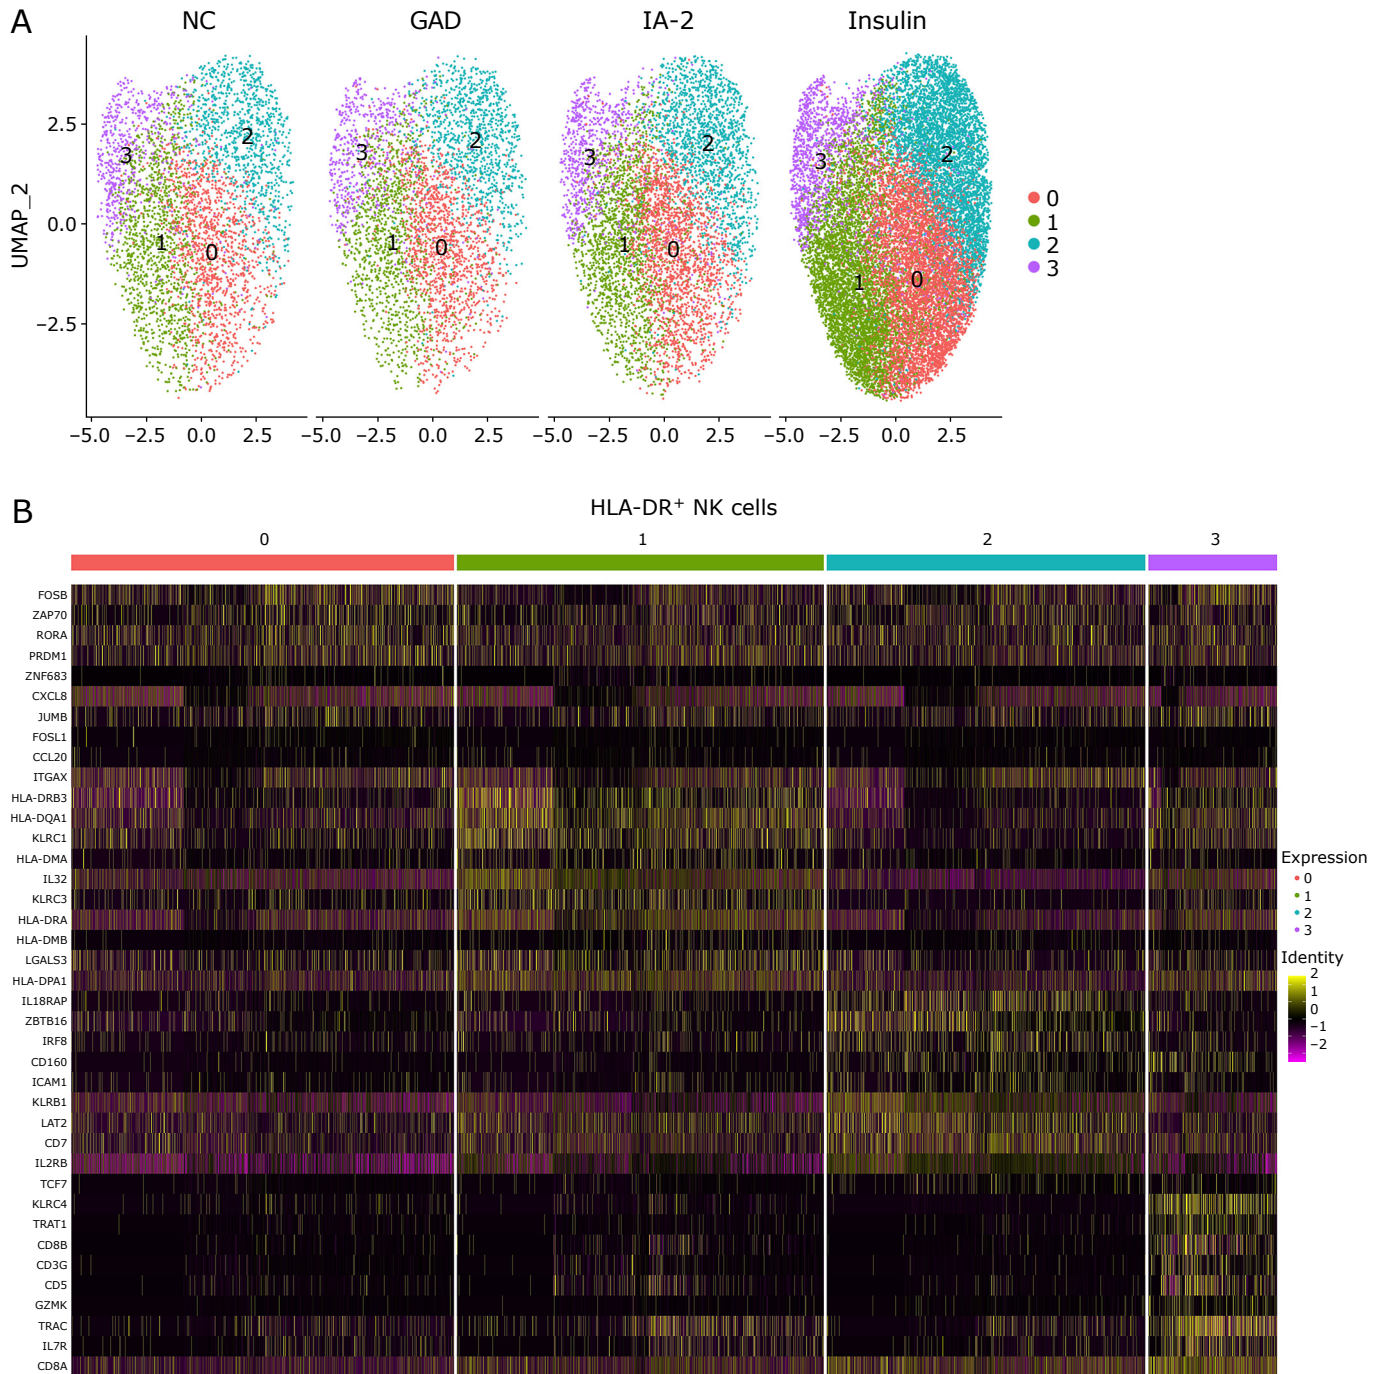 A
NC GAD IA-2 Insulin
UMAP_2
2.5
0.0
−2.5
3 2 1 0
3 2 1 0
3 2 1 0
3 2 1 0
0
1
2
3
−5.0 −2.5 0.0 2.5 −5.0 −2.5 0.0 2.5 −5.0 −2.5 0.0 2.5 −5.0 −2.5 0.0 2.5
B
HLA-DR+ NK cells
0 1 2 3
FOSB
ZAP70
RORA
PRDM1
ZNF683
CXCL8
JUMB
FOSL1
CCL20
ITGAX
HLA-DRB3
HLA-DQA1
KLRC1
HLA-DMA
IL32
KLRC3
HLA-DRA
HLA-DMB
LGALS3
HLA-DPA1
IL18RAP
ZBTB16
IRF8
CD160
ICAM1
KLRB1
LAT2
CD7
IL2RB
TCF7
KLRC4
TRAT1
CD8B
CD3G
CD5
GZMK
TRAC
IL7R
CD8A
Expression
0
1
2
3
Identity
2
1
0
−1
−2